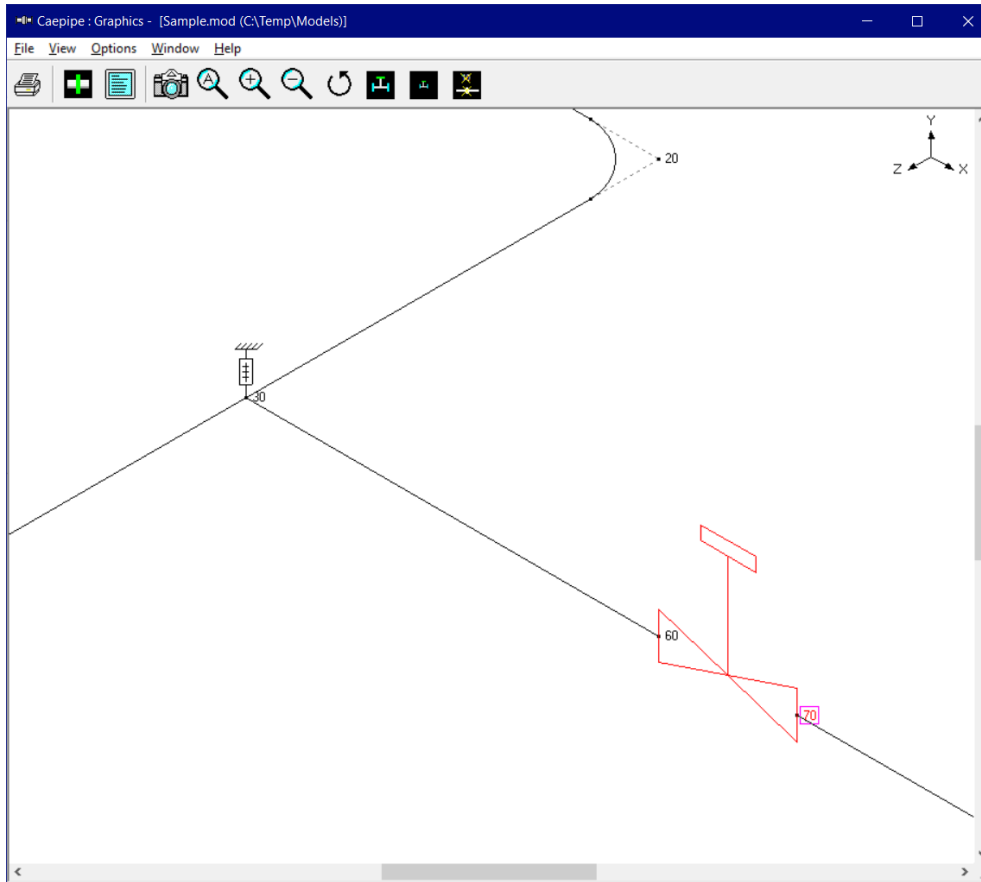 Caepipe : Graphics - [Sample.mod (C:\Temp\Models)]
File View Options Window Help
A
Y
Z X
20
30
60
70